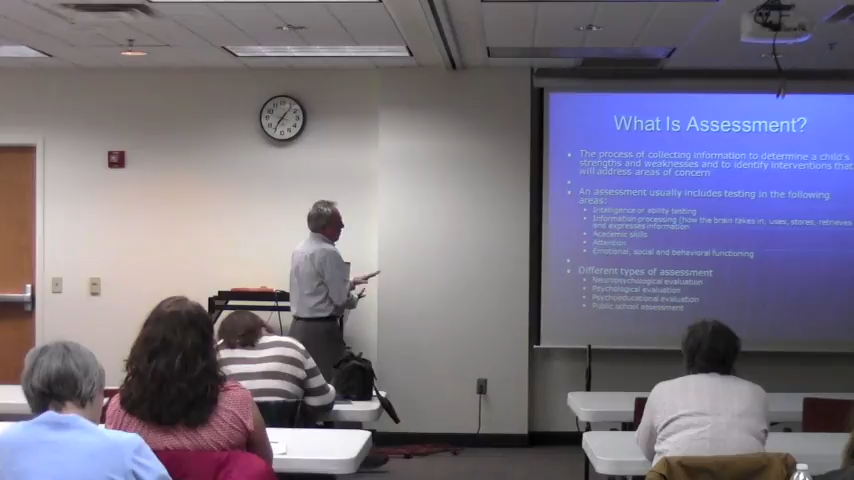 What Is Assessment?
The process of collecting information to determine a child's
strengths and weaknesses and to identify interventions that
will address areas of concern
An assessment usually includes testing in the following
areas:
Intelligence or ability testing
Information processing (how the brain takes in, uses, stores, retrieves
and expresses information
Academic skills
Attention
Emotional, social and behavioral functioning
Different types of assessment
Neuropsychological evaluation
Psychological evaluation
Psychoeducational evaluation
Public school assessment